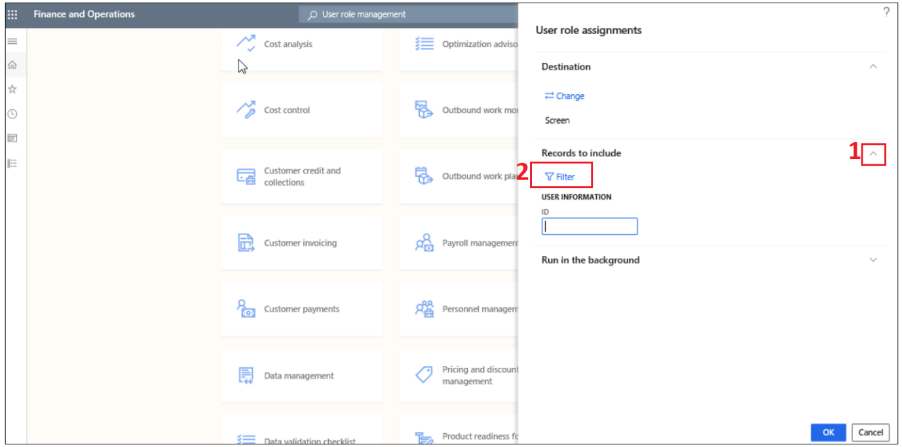 Finance and Operations
User role management
?
User role assignments
Cost analysis
Optimization adviso
Destination
Change
Screen
Cost control
Outbound work mo
Records to include
1
2
Filter
Customer credit and
collections
Outbound work pla
USER INFORMATION
ID
Customer invoicing
Payroll management
Run in the background
Customer payments
Personnel managem
Data management
Pricing and discount
management
Data validation checklist
Product readiness fo
OK
Cancel